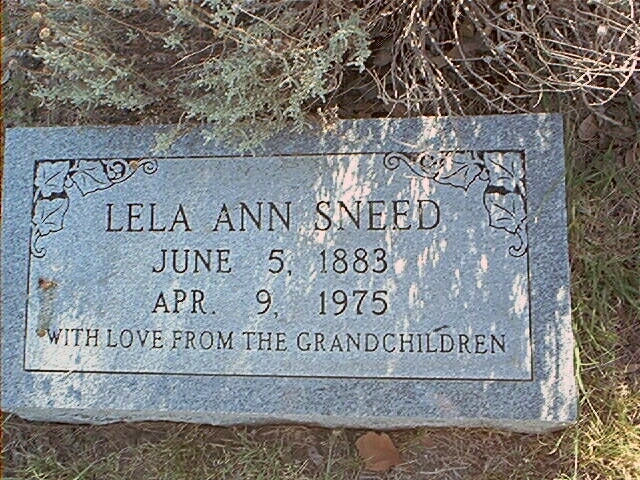 LELA ANN SNEED
JUNE 5, 1883
APR. 9, 1975
WITH LOVE FROM THE GRANDCHILDREN